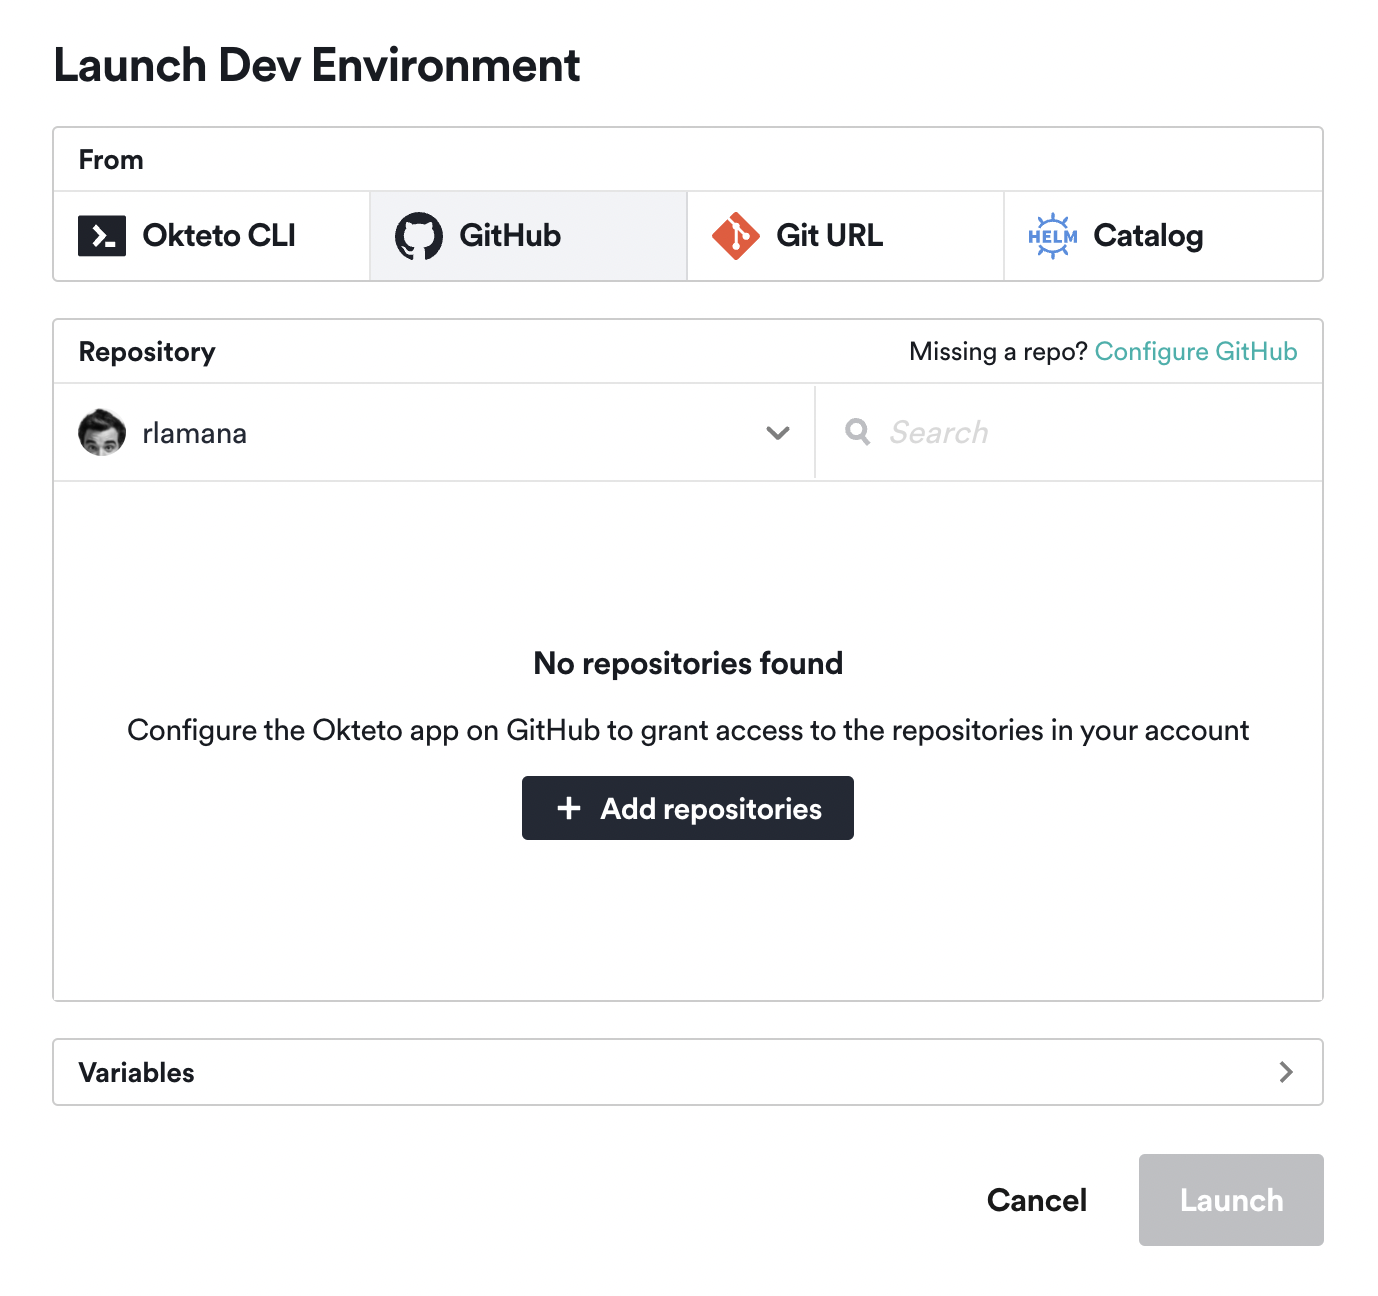 Launch Dev Environment
From
Okteto CLI
GitHub
Git URL
HELM
Catalog
Repository
Missing a repo? Configure GitHub
rlamana
Search
No repositories found
Configure the Okteto app on GitHub to grant access to the repositories in your account
+ Add repositories
Variables
Cancel
Launch